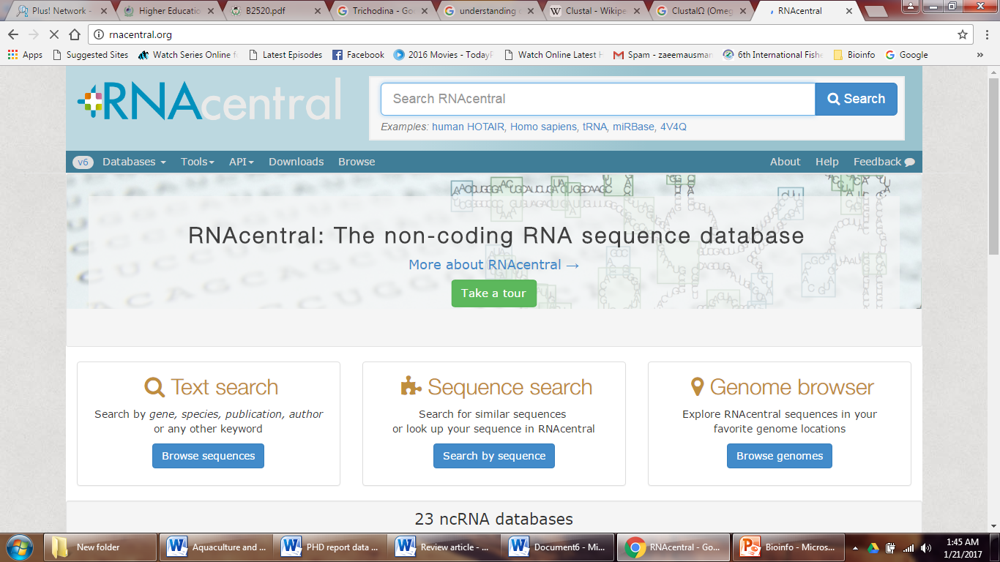 Plus! Network -
Higher Educatio
B2520.pdf
Trichodina - Go
understanding
Clustal - Wikipe
ClustalΩ (Omeg
RNAcentral
rnacentral.org
Apps
Suggested Sites
Watch Series Online f
Latest Episodes
Facebook
2016 Movies - TodayP
Watch Online Latest H
Spam - zaeemausman
6th International Fishe
Bioinfo
Google
»
RNAcentral
Search RNAcentral
Search
Examples: human HOTAIR, Homo sapiens, tRNA, miRBase, 4V4Q
v6 Databases Tools API Downloads Browse About Help Feedback
RNAcentral: The non-coding RNA sequence database
More about RNAcentral →
Take a tour
Text search
Search by gene, species, publication, author
or any other keyword
Browse sequences
Sequence search
Search for similar sequences
or look up your sequence in RNAcentral
Search by sequence
Genome browser
Explore RNAcentral sequences in your
favorite genome locations
Browse genomes
23 ncRNA databases
New folder
Aquaculture and ...
PHD report data ...
Review article - ...
Document6 - Mi...
RNAcentral - Go...
Bioinfo - Micros...
1:45 AM
1/21/2017